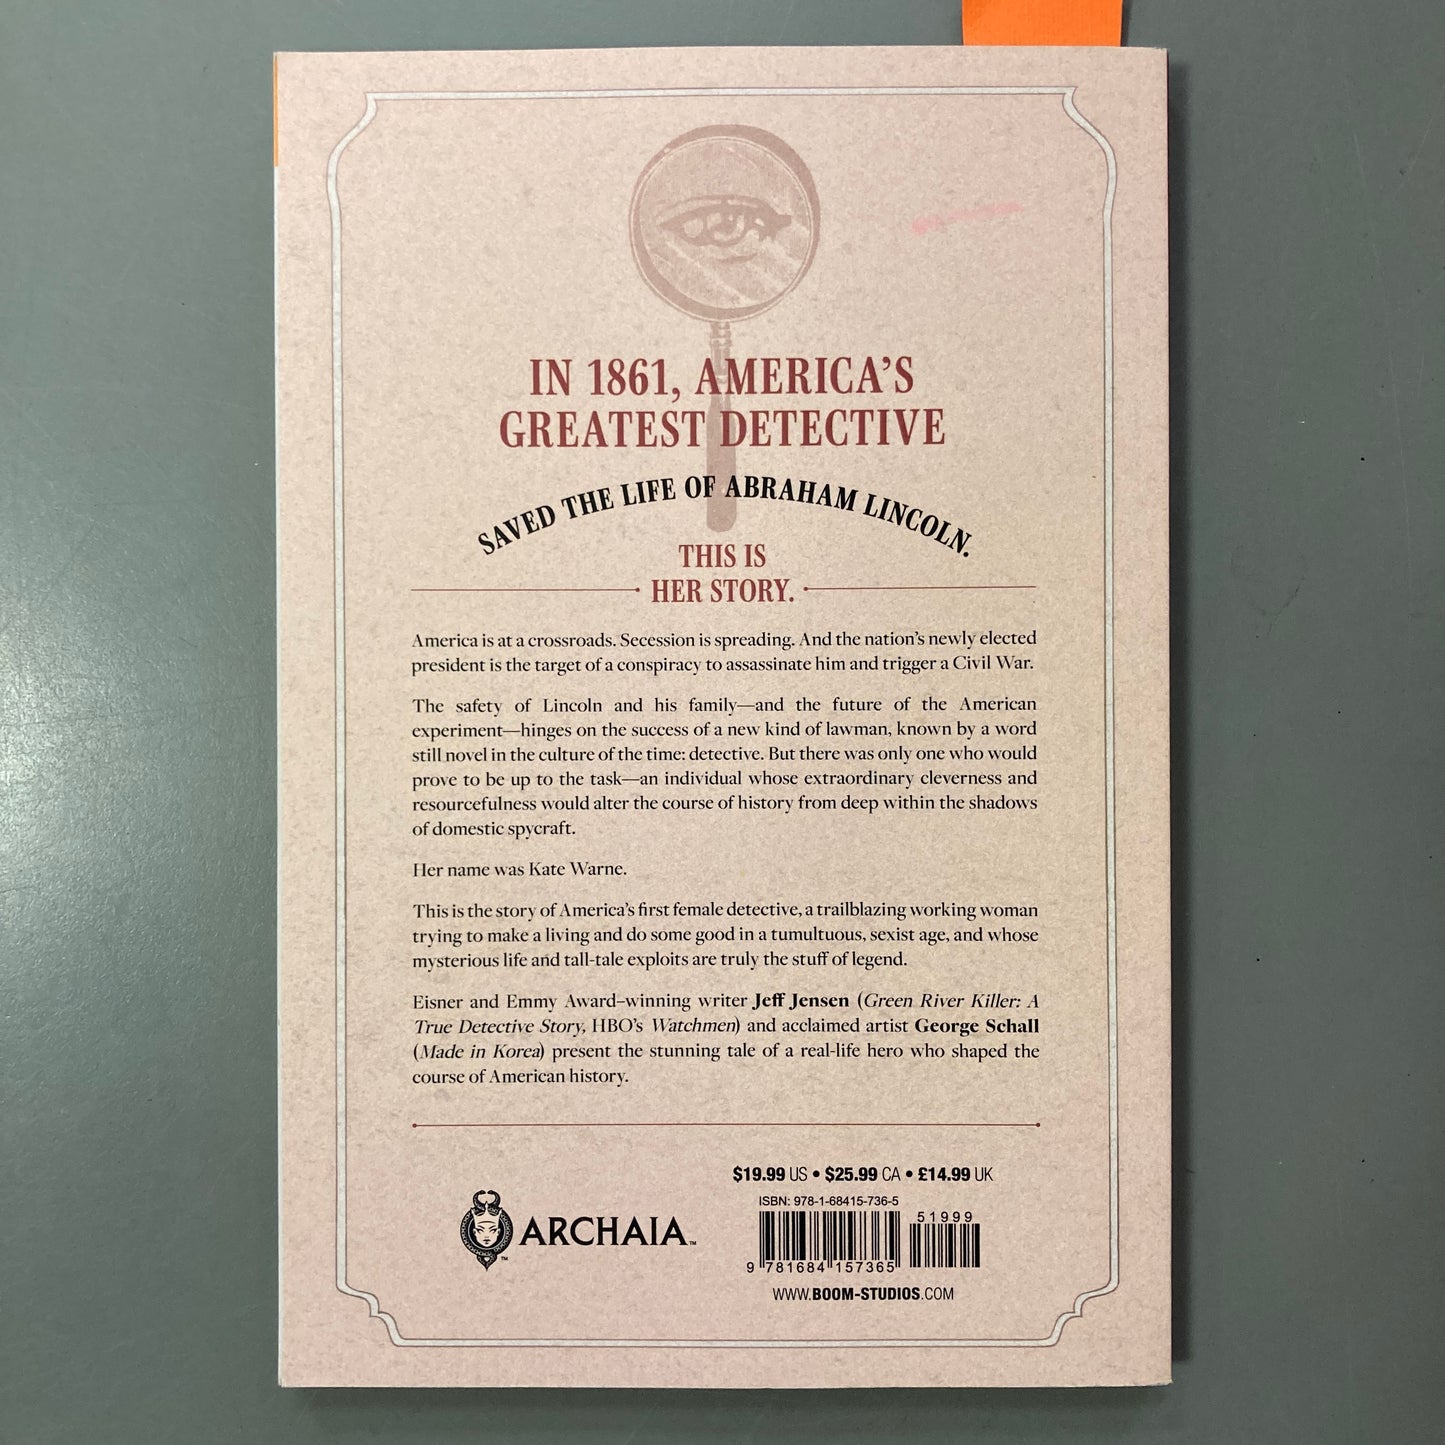 IN 1861, AMERICA’S
GREATEST DETECTIVE
SAVED THE LIFE OF ABRAHAM LINCOLN.
THIS IS
HER STORY.
America is at a crossroads. Secession is spreading. And the nation’s newly elected
president is the target of a conspiracy to assassinate him and trigger a Civil War.
The safety of Lincoln and his family—and the future of the American
experiment—hinges on the success of a new kind of lawman, known by a word
still novel in the culture of the time: detective. But there was only one who would
prove to be up to the task—an individual whose extraordinary cleverness and
resourcefulness would alter the course of history from deep within the shadows
of domestic spycraft.
Her name was Kate Warne.
This is the story of America’s first female detective, a trailblazing working woman
trying to make a living and do some good in a tumultuous, sexist age, and whose
mysterious life and tall-tale exploits are truly the stuff of legend.
Eisner and Emmy Award–winning writer Jeff Jensen (Green River Killer: A
True Detective Story, HBO’s Watchmen) and acclaimed artist George Schall
(Made in Korea) present the stunning tale of a real-life hero who shaped the
course of American history.
$19.99 US • $25.99 CA • £14.99 UK
ISBN: 978-1-68415-736-5
51999
ARCHAIA™
9 781684 157365
WWW.BOOM-STUDIOS.COM